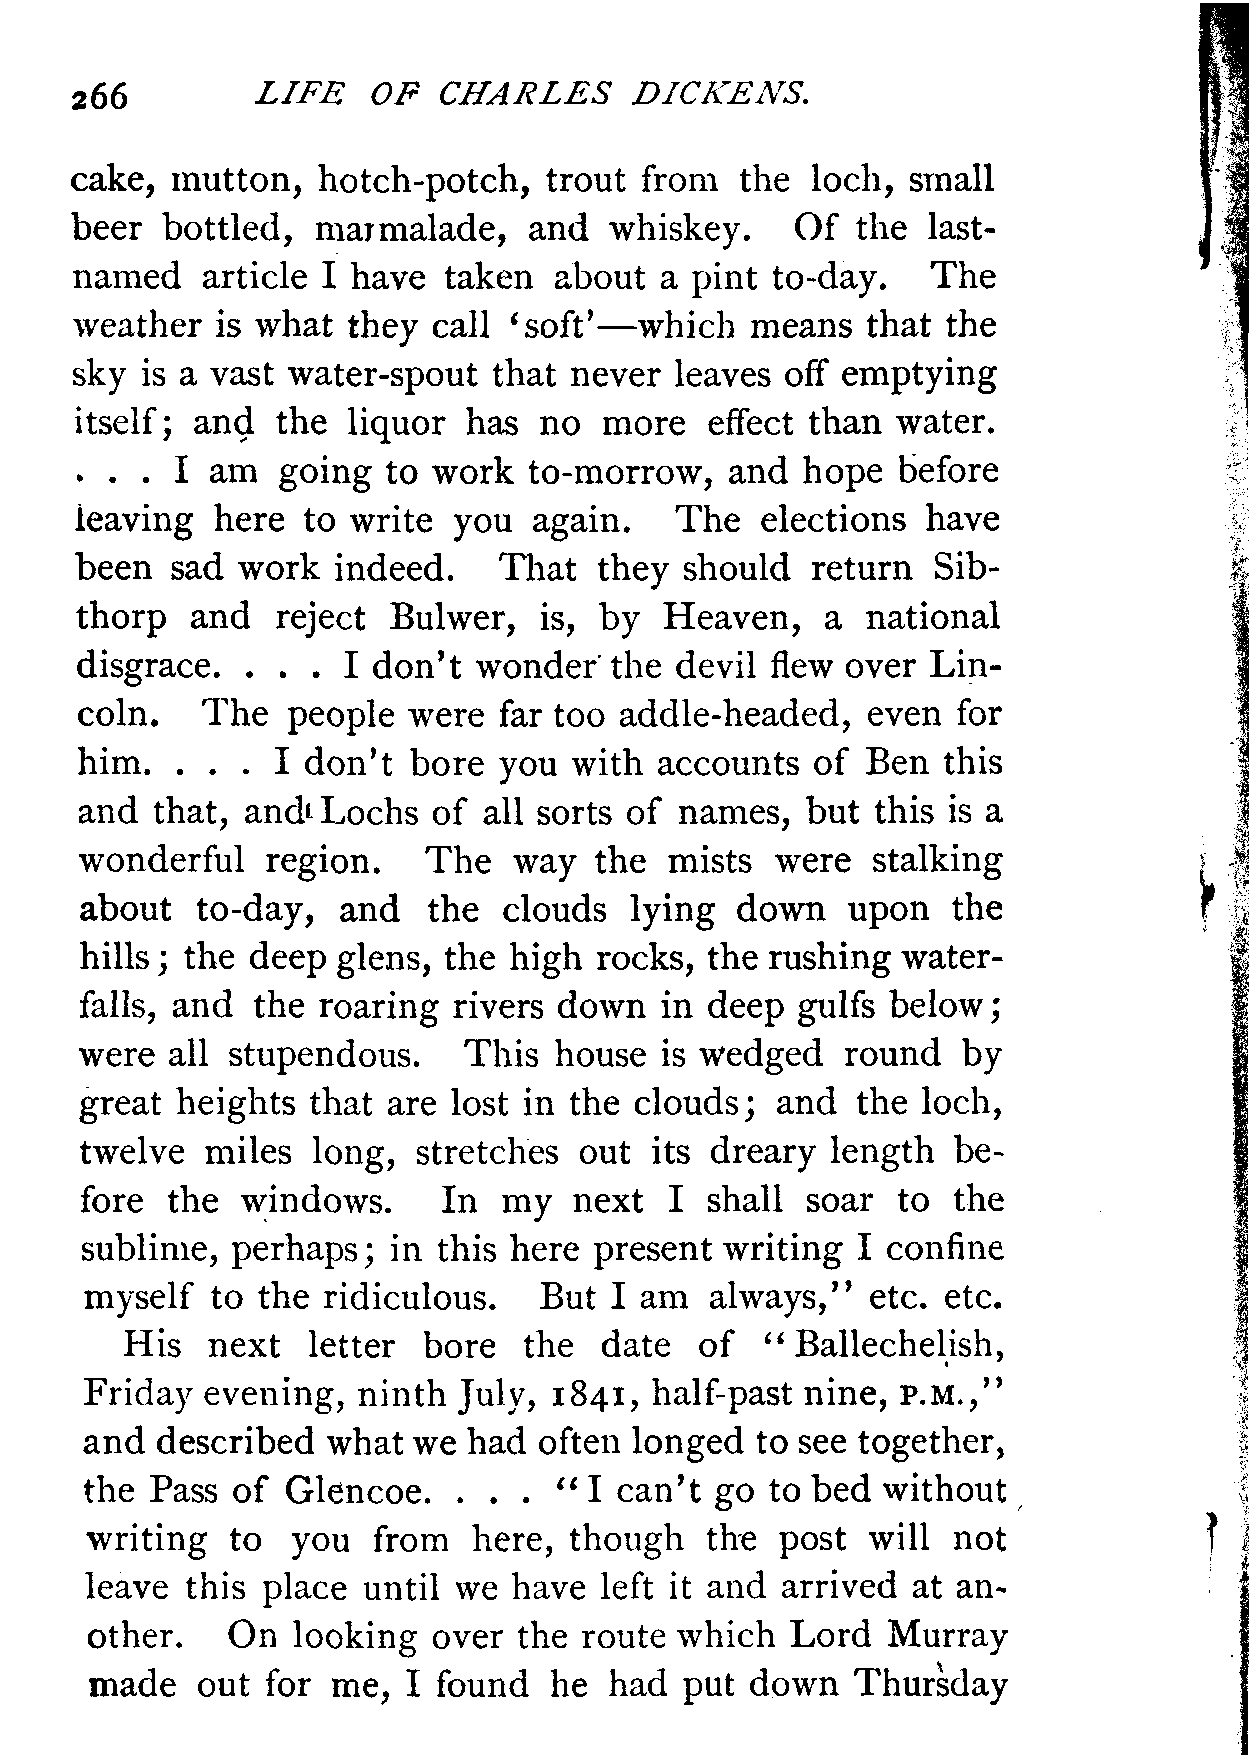 266 LIFE OF CHARLES DICKENS.
cake, mutton, hotch-potch, trout from the loch, small
beer bottled, marmalade, and whiskey. Of the last-
named article I have taken about a pint to-day. The
weather is what they call ‘soft’—which means that the
sky is a vast water-spout that never leaves off emptying
itself; and the liquor has no more effect than water.
. . . I am going to work to-morrow, and hope before
leaving here to write you again. The elections have
been sad work indeed. That they should return Sib-
thorp and reject Bulwer, is, by Heaven, a national
disgrace. . . . I don't wonder the devil flew over Lin-
coln. The people were far too addle-headed, even for
him. . . . I don't bore you with accounts of Ben this
and that, and Lochs of all sorts of names, but this is a
wonderful region. The way the mists were stalking
about to-day, and the clouds lying down upon the
hills; the deep glens, the high rocks, the rushing water-
falls, and the roaring rivers down in deep gulfs below;
were all stupendous. This house is wedged round by
great heights that are lost in the clouds; and the loch,
twelve miles long, stretches out its dreary length be-
fore the windows. In my next I shall soar to the
sublime, perhaps; in this here present writing I confine
myself to the ridiculous. But I am always,” etc. etc.
His next letter bore the date of “Ballechelish,
Friday evening, ninth July, 1841, half-past nine, P.M.,”
and described what we had often longed to see together,
the Pass of Glencoe. . . . “I can't go to bed without
writing to you from here, though the post will not
leave this place until we have left it and arrived at an-
other. On looking over the route which Lord Murray
made out for me, I found he had put down Thursday